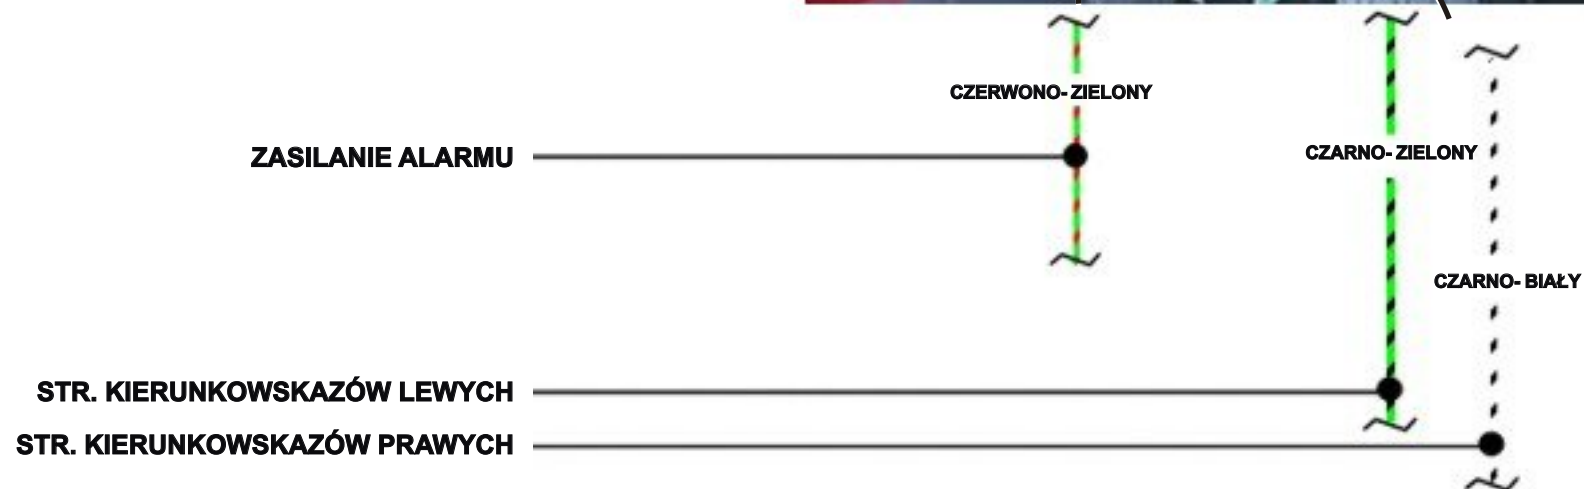 CZERWONO- ZIELONY
ZASILANIE ALARMU
CZARNO- ZIELONY
CZARNO- BIAŁY
STR. KIERUNKOWSKAZÓW LEWYCH
STR. KIERUNKOWSKAZÓW PRAWYCH